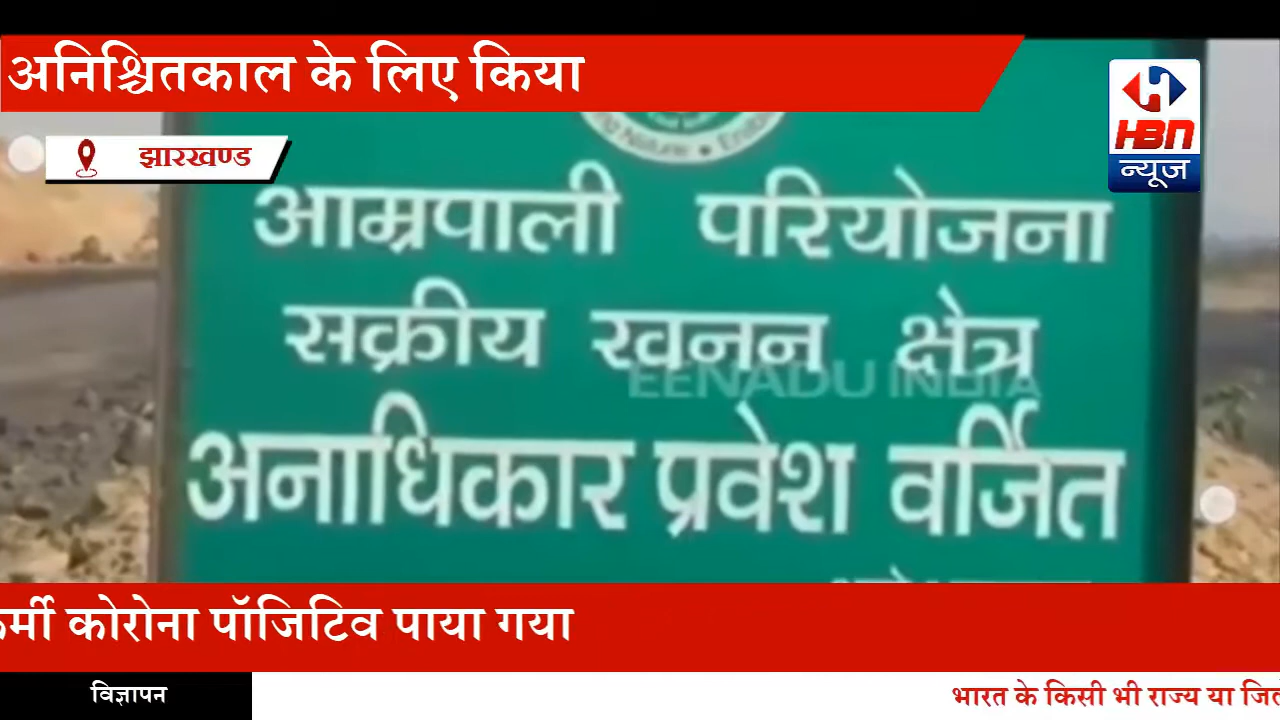 अनिश्चितकाल के लिए किया
झारखण्ड
HBN
न्यूज
आम्रपाली परियोजना
सक्रीय खनन क्षेत्र
EENADU INDIA
अनाधिकार प्रवेश वर्जित
कोरोना पॉजिटिव पाया गया
विज्ञापन
भारत के किसी भी राज्य या